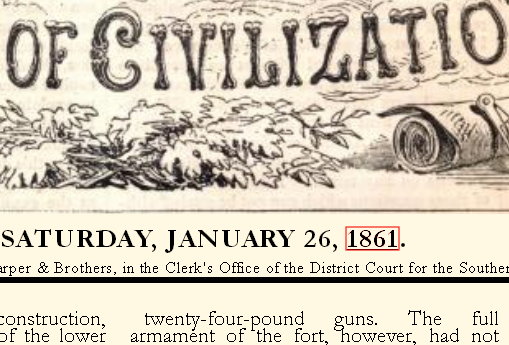 OF CIVILIZATIO
SATURDAY, JANUARY 26, 1861.
arper & Brothers, in the Clerk's Office of the District Court for the Souther
construction, twenty-four-pound guns. The full
of the lower armament of the fort, however, had not